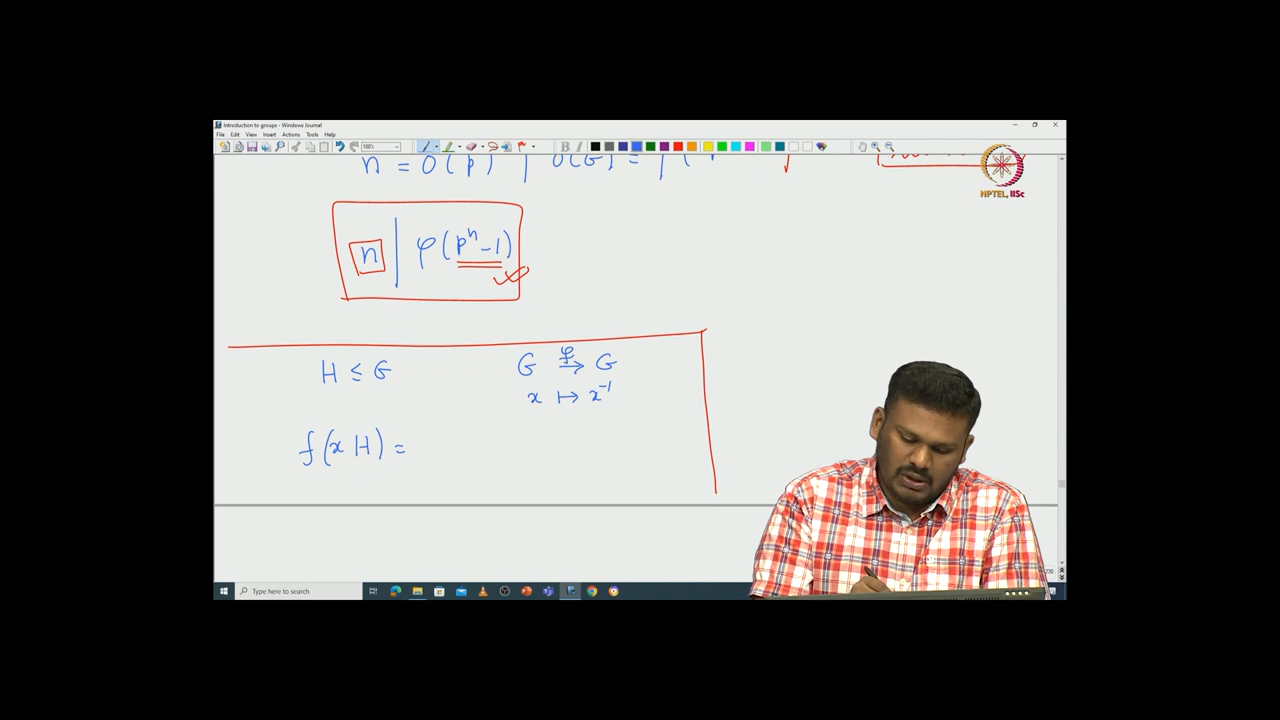 Introduction to groups - Windows Journal
File Edit View Insert Actions Tools Help
100%
n = O(p) | O(G) =
NPTEL, IISc
n | φ(pⁿ-1)
H ≤ G
G →φ G
x ↦ x⁻¹
f(xH) =
Type here to search